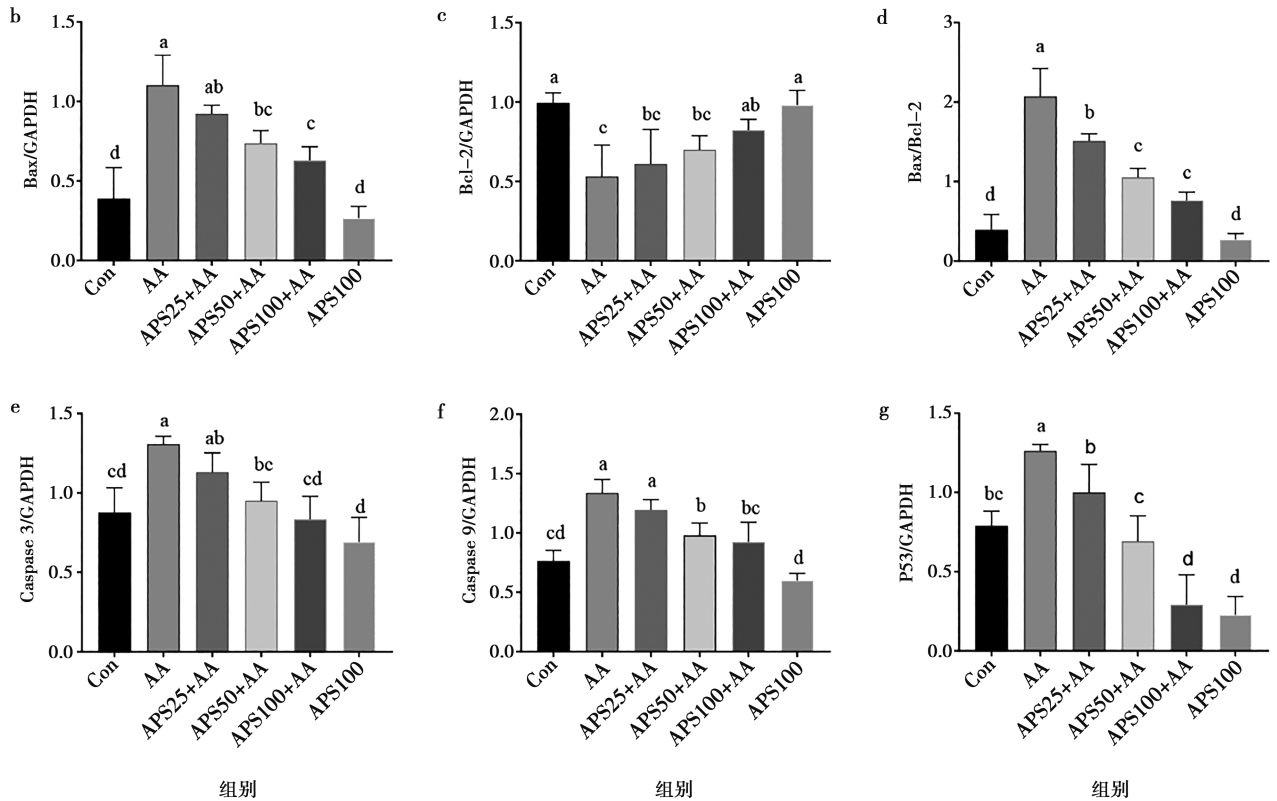 b
Bax/GAPDH
1.5
1.0
0.5
0.0
d
a
ab
bc
c
d
Con
AA
APS25+AA
APS50+AA
APS100+AA
APS100
c
Bcl-2/GAPDH
1.5
1.0
0.5
0.0
a
c
bc
bc
ab
a
Con
AA
APS25+AA
APS50+AA
APS100+AA
APS100
d
Bax/Bcl-2
3
2
1
0
d
a
b
c
c
d
Con
AA
APS25+AA
APS50+AA
APS100+AA
APS100
e
Caspase 3/GAPDH
1.5
1.0
0.5
0.0
cd
a
ab
bc
cd
d
Con
AA
APS25+AA
APS50+AA
APS100+AA
APS100
组别
f
Caspase 9/GAPDH
2.0
1.5
1.0
0.5
0.0
cd
a
a
b
bc
d
Con
AA
APS25+AA
APS50+AA
APS100+AA
APS100
组别
g
P53/GAPDH
1.5
1.0
0.5
0.0
bc
a
b
c
d
d
Con
AA
APS25+AA
APS50+AA
APS100+AA
APS100
组别